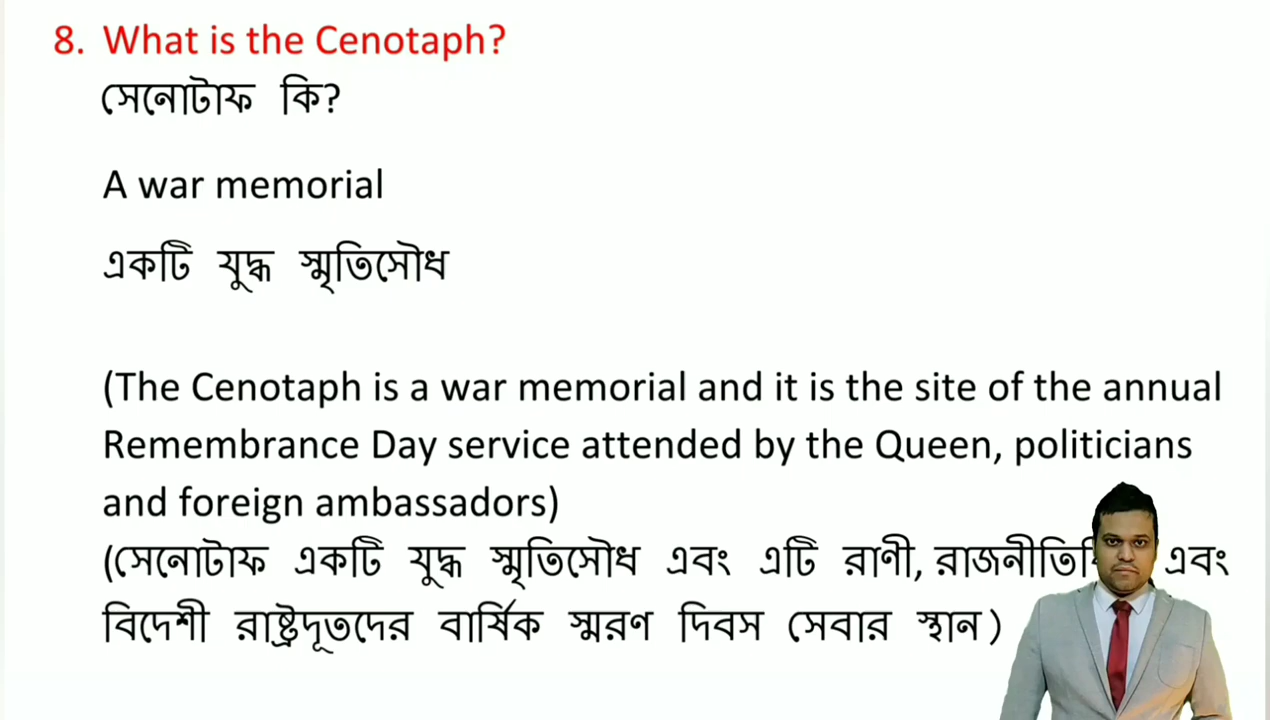 8. What is the Cenotaph?
সেনোটাফ কি?
A war memorial
একটি যুদ্ধ স্মৃতিসৌধ
(The Cenotaph is a war memorial and it is the site of the annual
Remembrance Day service attended by the Queen, politicians
and foreign ambassadors)
(সেনোটাফ একটি যুদ্ধ স্মৃতিসৌধ এবং এটি রাণী, এবং
বিদেশী রাষ্ট্রদূতদের বার্ষিক স্মরণ দিবস সেবার স্থান)